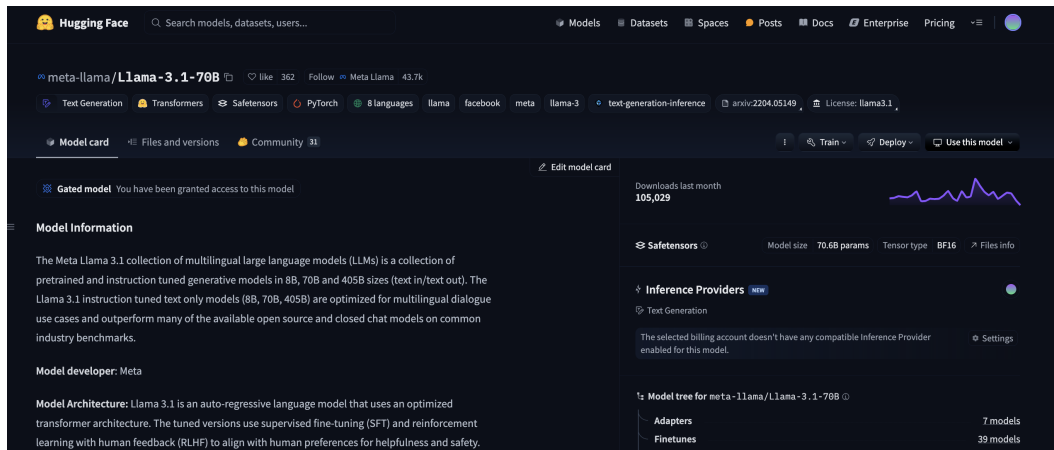 Hugging Face
Search models, datasets, users...
Models
Datasets
Spaces
Posts
Docs
Enterprise
Pricing
meta-llama/Llama-3.1-70B
like 362
Follow Meta Llama 43.7k
Text Generation
Transformers
Safetensors
PyTorch
8 languages
llama
facebook
meta
llama-3
text-generation-inference
arxiv:2204.05149
License: llama3.1
Model card
Files and versions
Community 31
Train
Deploy
Use this model
Edit model card
Gated model You have been granted access to this model
Model Information
The Meta Llama 3.1 collection of multilingual large language models (LLMs) is a collection of
pretrained and instruction tuned generative models in 8B, 70B and 405B sizes (text in/text out). The
Llama 3.1 instruction tuned text only models (8B, 70B, 405B) are optimized for multilingual dialogue
use cases and outperform many of the available open source and closed chat models on common
industry benchmarks.
Model developer: Meta
Model Architecture: Llama 3.1 is an auto-regressive language model that uses an optimized
transformer architecture. The tuned versions use supervised fine-tuning (SFT) and reinforcement
learning with human feedback (RLHF) to align with human preferences for helpfulness and safety.
Downloads last month
105,029
Safetensors
Model size 70.6B params
Tensor type BF16
Files info
Inference Providers NEW
Text Generation
The selected billing account doesn't have any compatible Inference Provider
enabled for this model.
Settings
Model tree for meta-llama/Llama-3.1-70B
Adapters 7 models
Finetunes 39 models